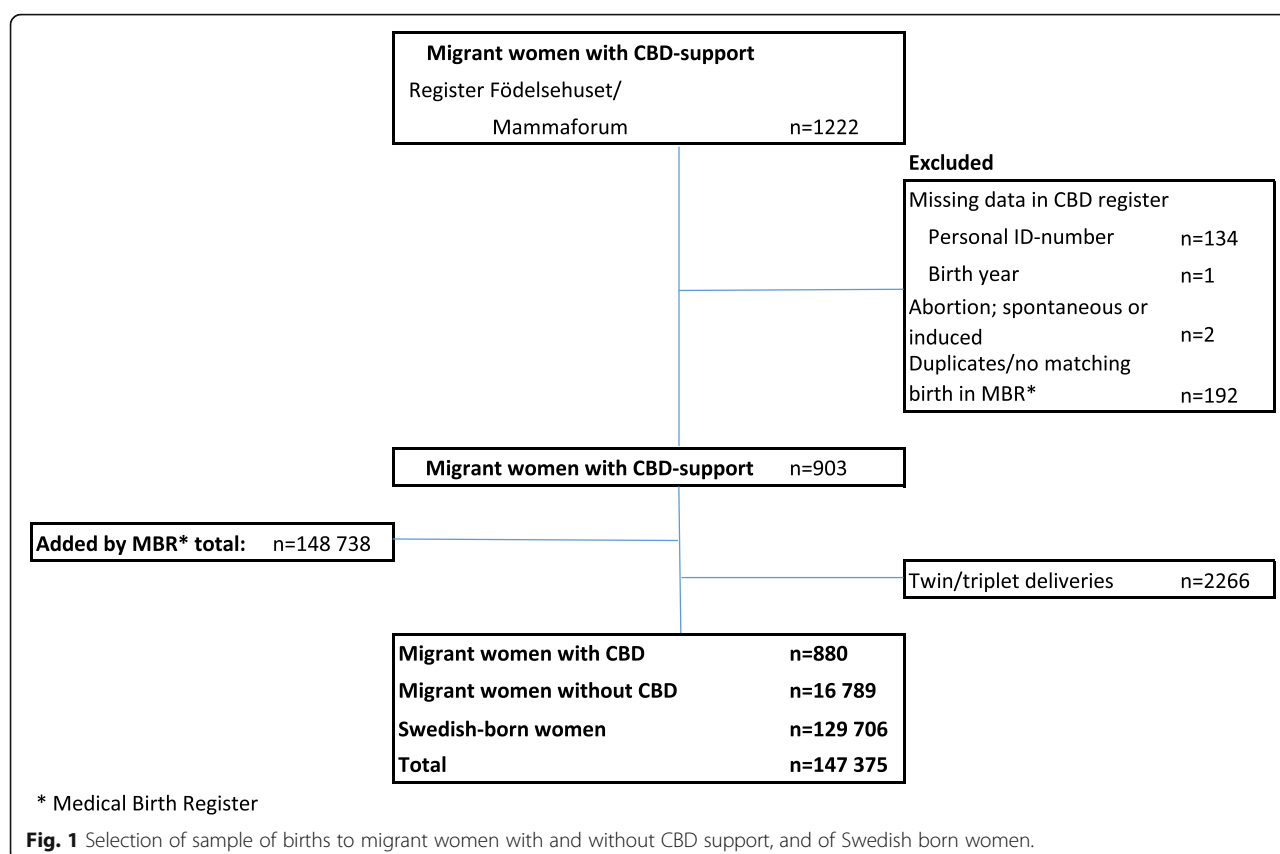 Migrant women with CBD-support
Register Födelsehuset/
Mammaforum n=1222
Excluded
Missing data in CBD register
Personal ID-number n=134
Birth year n=1
Abortion; spontaneous or
induced n=2
Duplicates/no matching
birth in MBR* n=192
Migrant women with CBD-support n=903
Added by MBR* total: n=148 738
Twin/triplet deliveries n=2266
Migrant women with CBD n=880
Migrant women without CBD n=16 789
Swedish-born women n=129 706
Total n=147 375
* Medical Birth Register
Fig. 1 Selection of sample of births to migrant women with and without CBD support, and of Swedish born women.